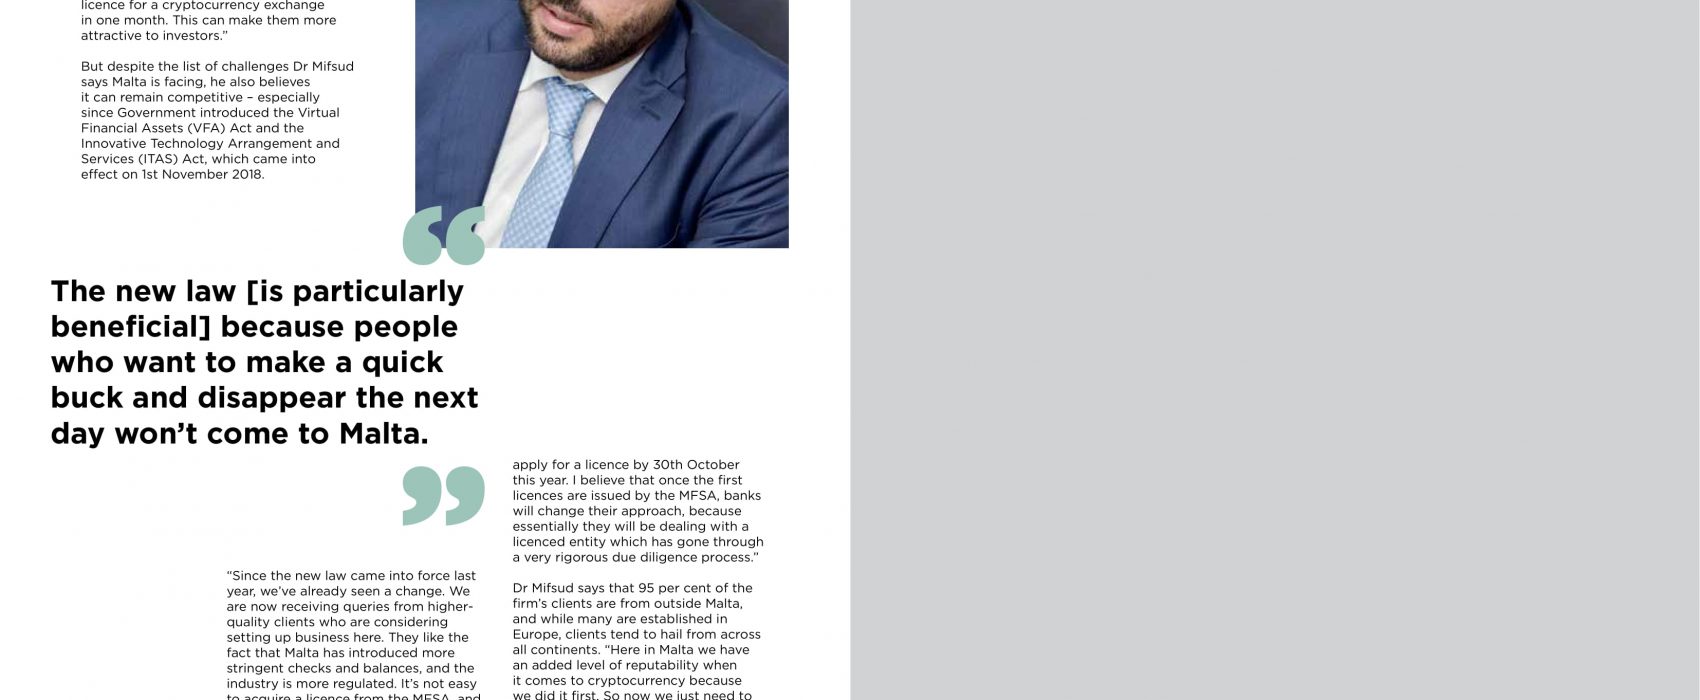 licence for a cryptocurrency exchange
in one month. This can make them more
attractive to investors.”
But despite the list of challenges Dr Mifsud
says Malta is facing, he also believes
it can remain competitive – especially
since Government introduced the Virtual
Financial Assets (VFA) Act and the
Innovative Technology Arrangement and
Services (ITAS) Act, which came into
effect on 1st November 2018.
“
The new law [is particularly
beneficial] because people
who want to make a quick
buck and disappear the next
day won’t come to Malta.
”
“Since the new law came into force last
year, we’ve already seen a change. We
are now receiving queries from higher-
quality clients who are considering
setting up business here. They like the
fact that Malta has introduced more
stringent checks and balances, and the
industry is more regulated. It’s not easy
to acquire a licence from the MFSA, and
apply for a licence by 30th October
this year. I believe that once the first
licences are issued by the MFSA, banks
will change their approach, because
essentially they will be dealing with a
licenced entity which has gone through
a very rigorous due diligence process.”
Dr Mifsud says that 95 per cent of the
firm’s clients are from outside Malta,
and while many are established in
Europe, clients tend to hail from across
all continents. “Here in Malta we have
an added level of reputability when
it comes to cryptocurrency because
we did it first. So now we just need to